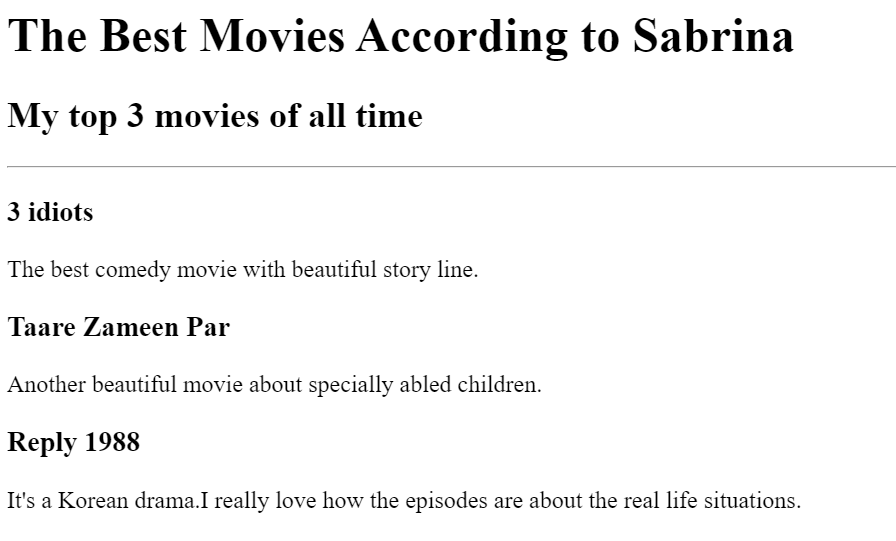 The Best Movies According to Sabrina
My top 3 movies of all time
3 idiots
The best comedy movie with beautiful story line.
Taare Zameen Par
Another beautiful movie about specially abled children.
Reply 1988
It's a Korean drama.I really love how the episodes are about the real life situations.